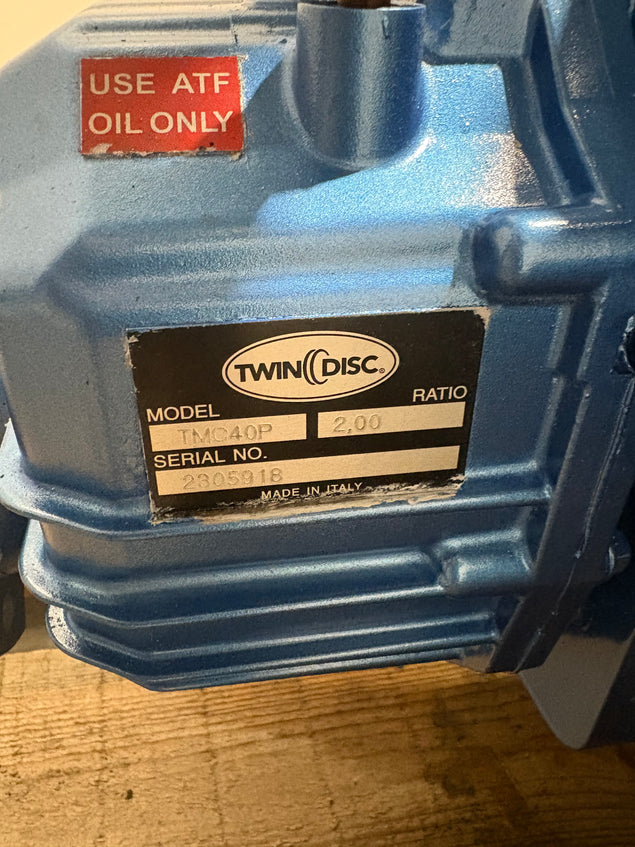 USE ATF
OIL ONLY
TWIN DISC®
MODEL RATIO
TMC40P 2,00
SERIAL NO.
2305918
MADE IN ITALY